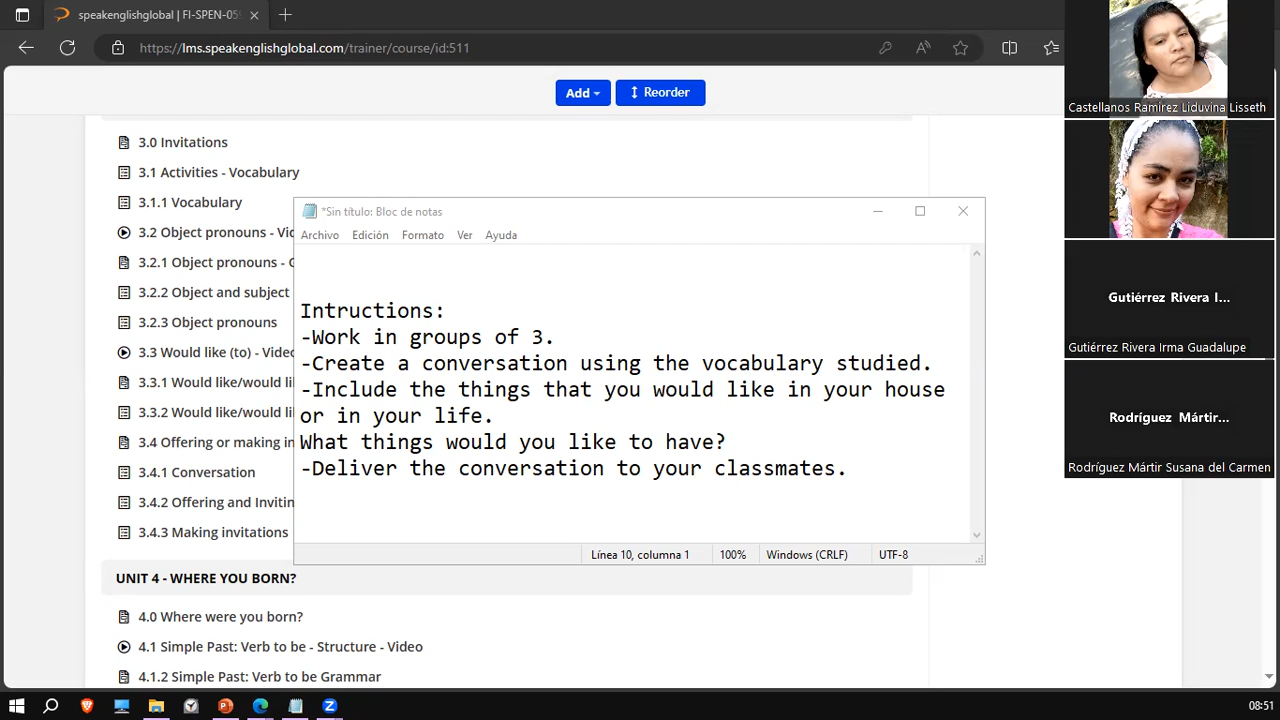 speakenglishglobal | FI-SPEN-05
https://lms.speakenglishglobal.com/trainer/course/id:511
Add
Reorder
3.0 Invitations
3.1 Activities - Vocabulary
3.1.1 Vocabulary
3.2 Object pronouns -
3.2.1 Object pronouns -
3.2.2 Object and subject
3.2.3 Object pronouns
3.3 Would like (to) - Video
3.3.1 Would like/would li
3.3.2 Would like/would li
3.4 Offering or making in
3.4.1 Conversation
3.4.2 Offering and Invitin
3.4.3 Making invitations
UNIT 4 - WHERE YOU BORN?
4.0 Where were you born?
4.1 Simple Past: Verb to be - Structure - Video
4.1.2 Simple Past: Verb to be Grammar
*Sin título: Bloc de notas
Archivo Edición Formato Ver Ayuda
Intructions:
-Work in groups of 3.
-Create a conversation using the vocabulary studied.
-Include the things that you would like in your house
or in your life.
What things would you like to have?
-Deliver the conversation to your classmates.
Línea 10, columna 1 100% Windows (CRLF) UTF-8
Castellanos Ramirez Liduvina Lisseth
Gutiérrez Rivera I...
Gutiérrez Rivera Irma Guadalupe
Rodríguez Mártir...
Rodríguez Mártir Susana del Carmen
08:51